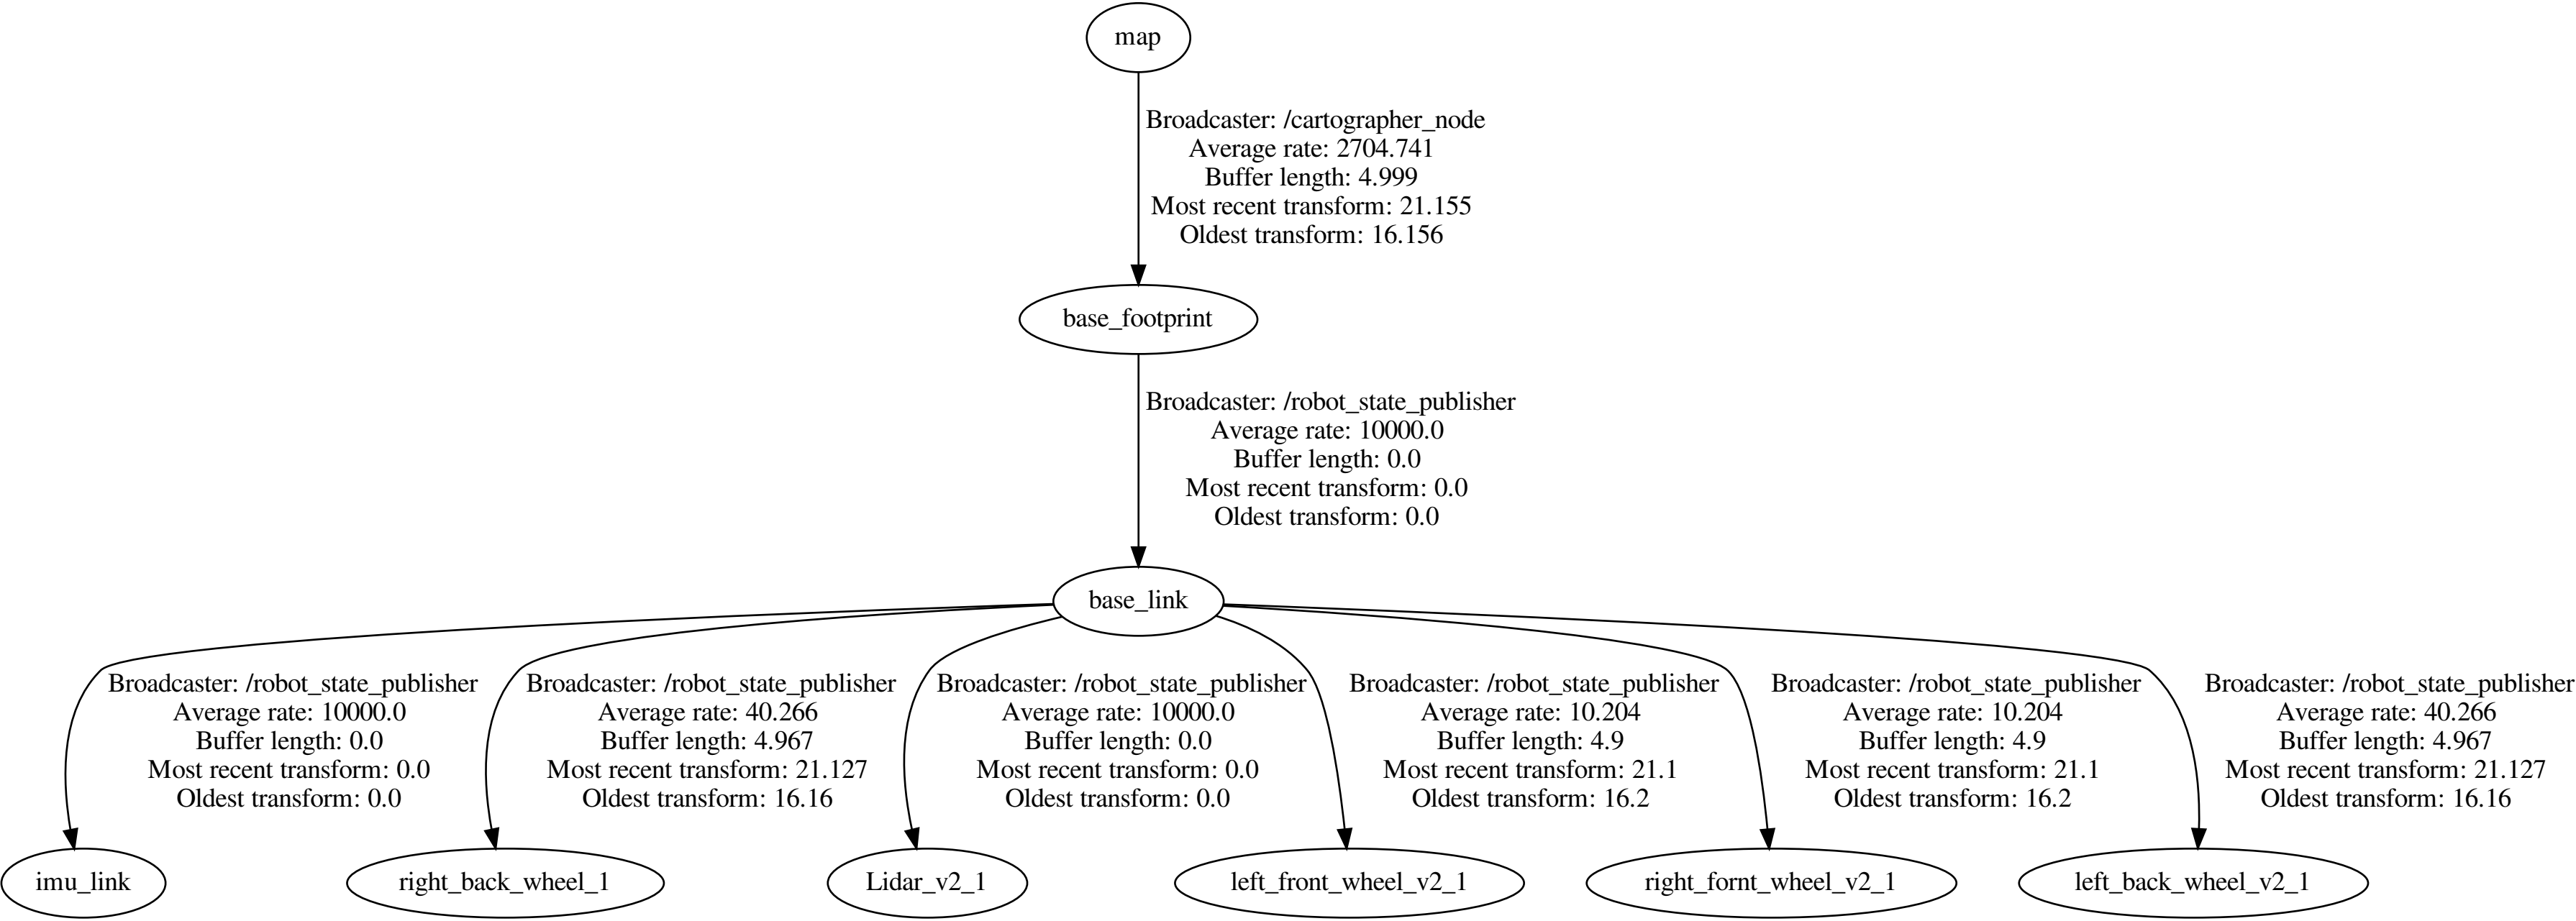 map
Broadcaster: /cartographer_node
Average rate: 2704.741
Buffer length: 4.999
Most recent transform: 21.155
Oldest transform: 16.156
base_footprint
Broadcaster: /robot_state_publisher
Average rate: 10000.0
Buffer length: 0.0
Most recent transform: 0.0
Oldest transform: 0.0
base_link
Broadcaster: /robot_state_publisher
Average rate: 10000.0
Buffer length: 0.0
Most recent transform: 0.0
Oldest transform: 0.0
Broadcaster: /robot_state_publisher
Average rate: 40.266
Buffer length: 4.967
Most recent transform: 21.127
Oldest transform: 16.16
Broadcaster: /robot_state_publisher
Average rate: 10000.0
Buffer length: 0.0
Most recent transform: 0.0
Oldest transform: 0.0
Broadcaster: /robot_state_publisher
Average rate: 10.204
Buffer length: 4.9
Most recent transform: 21.1
Oldest transform: 16.2
Broadcaster: /robot_state_publisher
Average rate: 10.204
Buffer length: 4.9
Most recent transform: 21.1
Oldest transform: 16.2
Broadcaster: /robot_state_publisher
Average rate: 40.266
Buffer length: 4.967
Most recent transform: 21.127
Oldest transform: 16.16
imu_link
right_back_wheel_1
Lidar_v2_1
left_front_wheel_v2_1
right_fornt_wheel_v2_1
left_back_wheel_v2_1